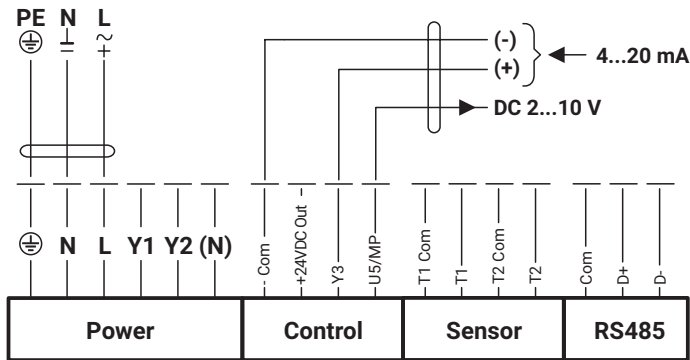 PE N L
(-)
(+)
4...20 mA
DC 2...10 V
N L Y1 Y2 (N)
- Com
+24VDC Out
Y3
U5/MP
T1 Com
T1
T2 Com
T2
Com
D+
D-
Power
Control
Sensor
RS485